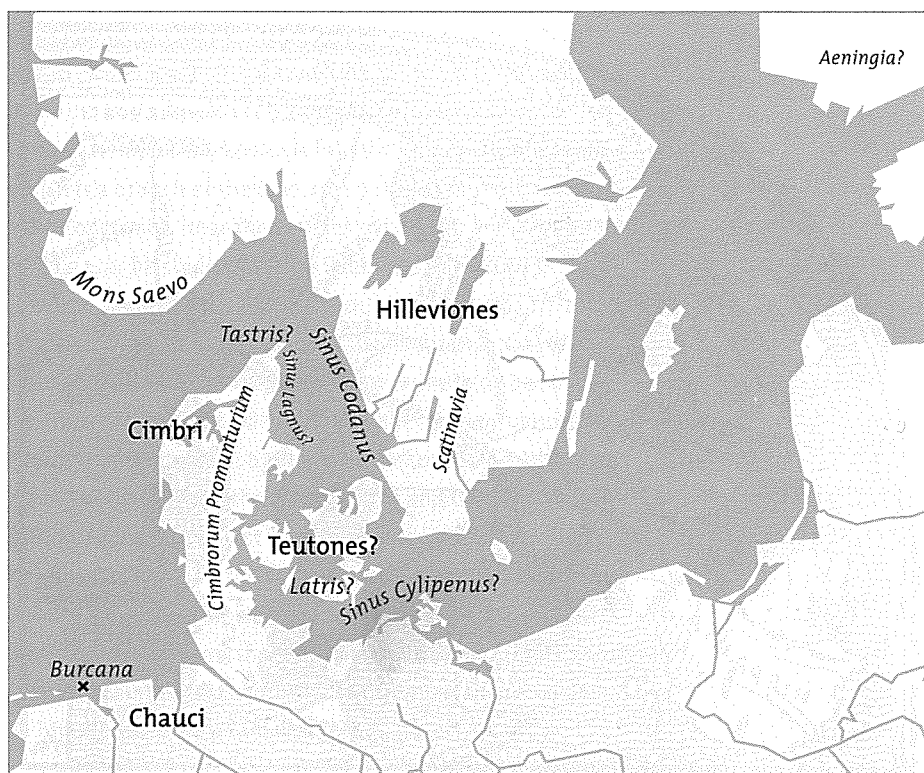 Aeningia?
Mons Saevo
Hilleviones
Tastris?
Sinus Codanus
Sinus Lagnus?
Cimbri
Cimbrorum Promunturium
Scatinavia
Teutones?
Latris?
Sinus Cylipenus?
Burcana
×
Chauci